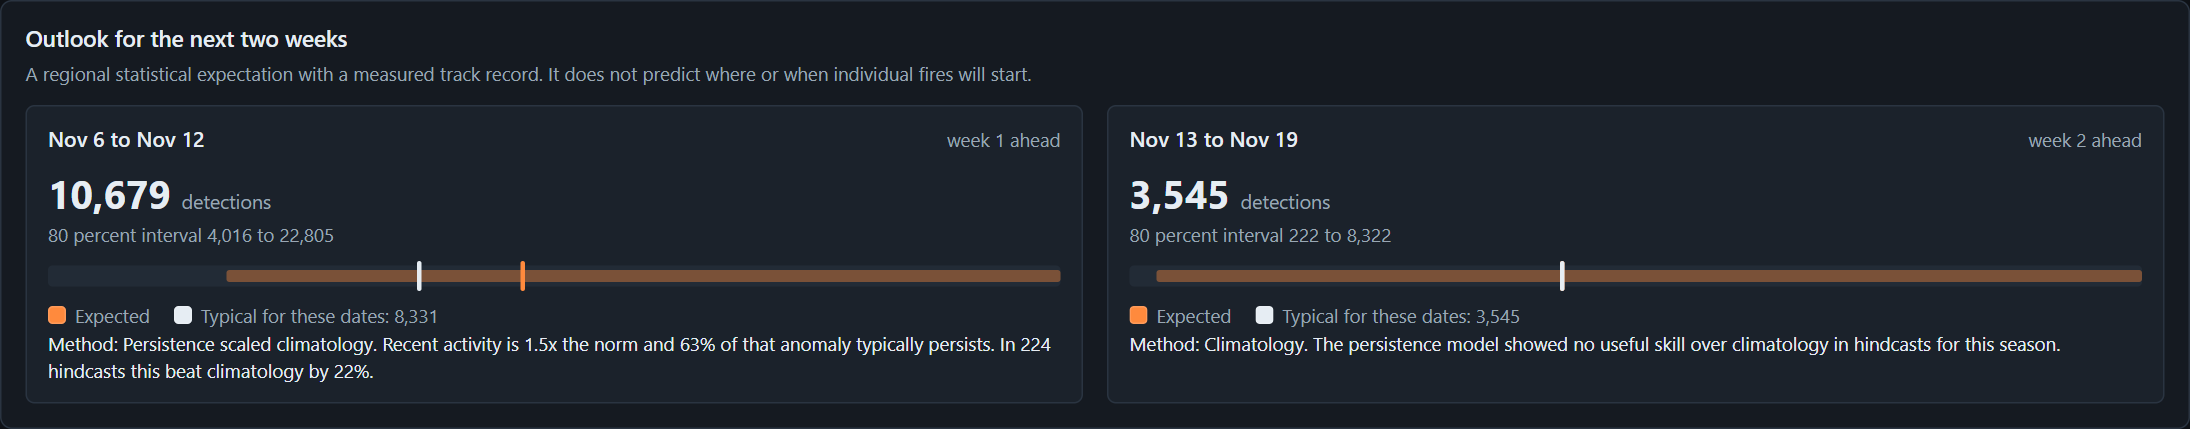 Outlook for the next two weeks
A regional statistical expectation with a measured track record. It does not predict where or when individual fires will start.
Nov 6 to Nov 12
week 1 ahead
10,679 detections
80 percent interval 4,016 to 22,805
Expected
Typical for these dates: 8,331
Method: Persistence scaled climatology. Recent activity is 1.5x the norm and 63% of that anomaly typically persists. In 224
hindcasts this beat climatology by 22%.
Nov 13 to Nov 19
week 2 ahead
3,545 detections
80 percent interval 222 to 8,322
Expected
Typical for these dates: 3,545
Method: Climatology. The persistence model showed no useful skill over climatology in hindcasts for this season.